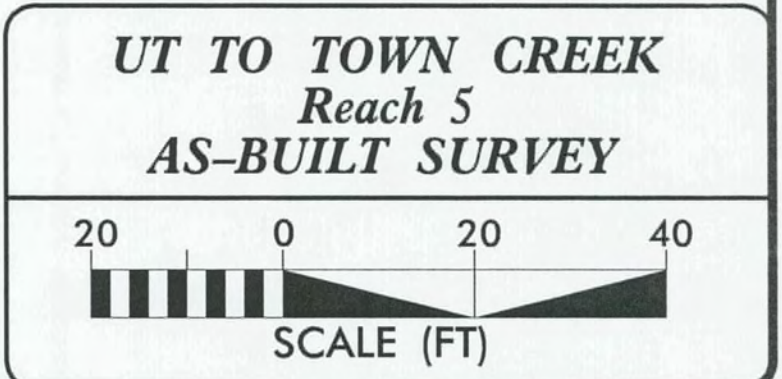 UT TO TOWN CREEK
Reach 5
AS-BUILT SURVEY
20 0 20 40
SCALE (FT)